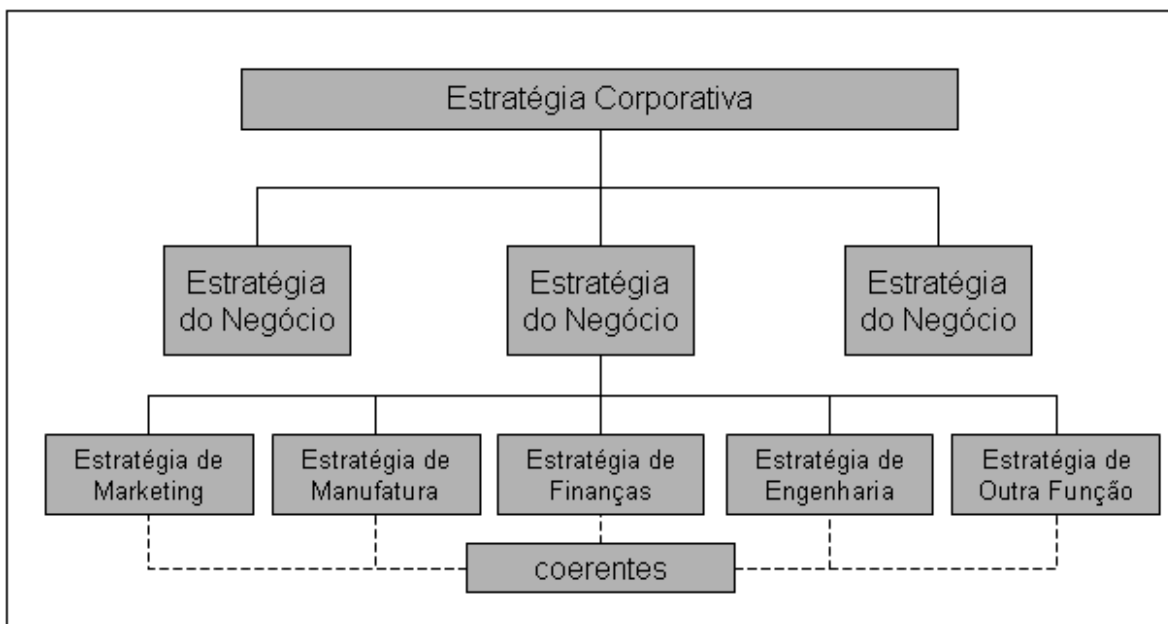 Estratégia Corporativa
Estratégia
do Negócio
Estratégia
do Negócio
Estratégia
do Negócio
Estratégia de
Marketing
Estratégia de
Manufatura
Estratégia de
Finanças
Estratégia de
Engenharia
Estratégia de
Outra Função
coerentes